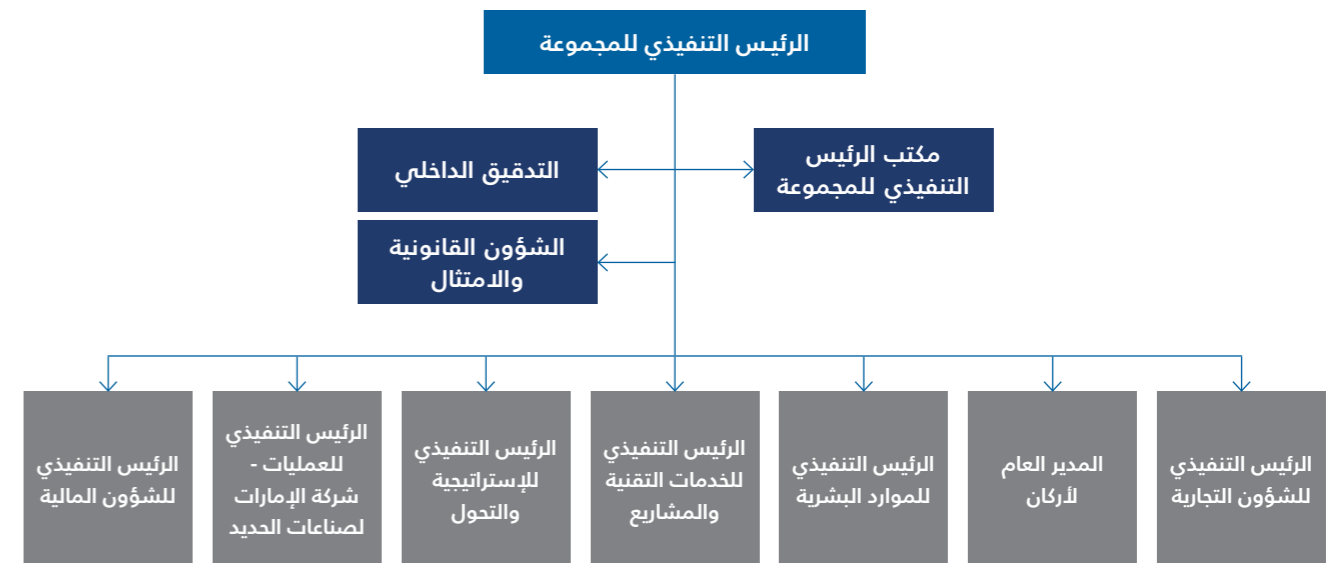 الرئيس التنفيذي للمجموعة
مكتب الرئيس
التنفيذي للمجموعة
التدقيق الداخلي
الشؤون القانونية
والامتثال
الرئيس التنفيذي
للشؤون التجارية
المدير العام
لأركان
الرئيس التنفيذي
للموارد البشرية
الرئيس التنفيذي
للخدمات التقنية
والمشاريع
الرئيس التنفيذي
للإستراتيجية
والتحول
الرئيس التنفيذي
للعمليات -
شركة الإمارات
لصناعات الحديد
الرئيس التنفيذي
للشؤون المالية